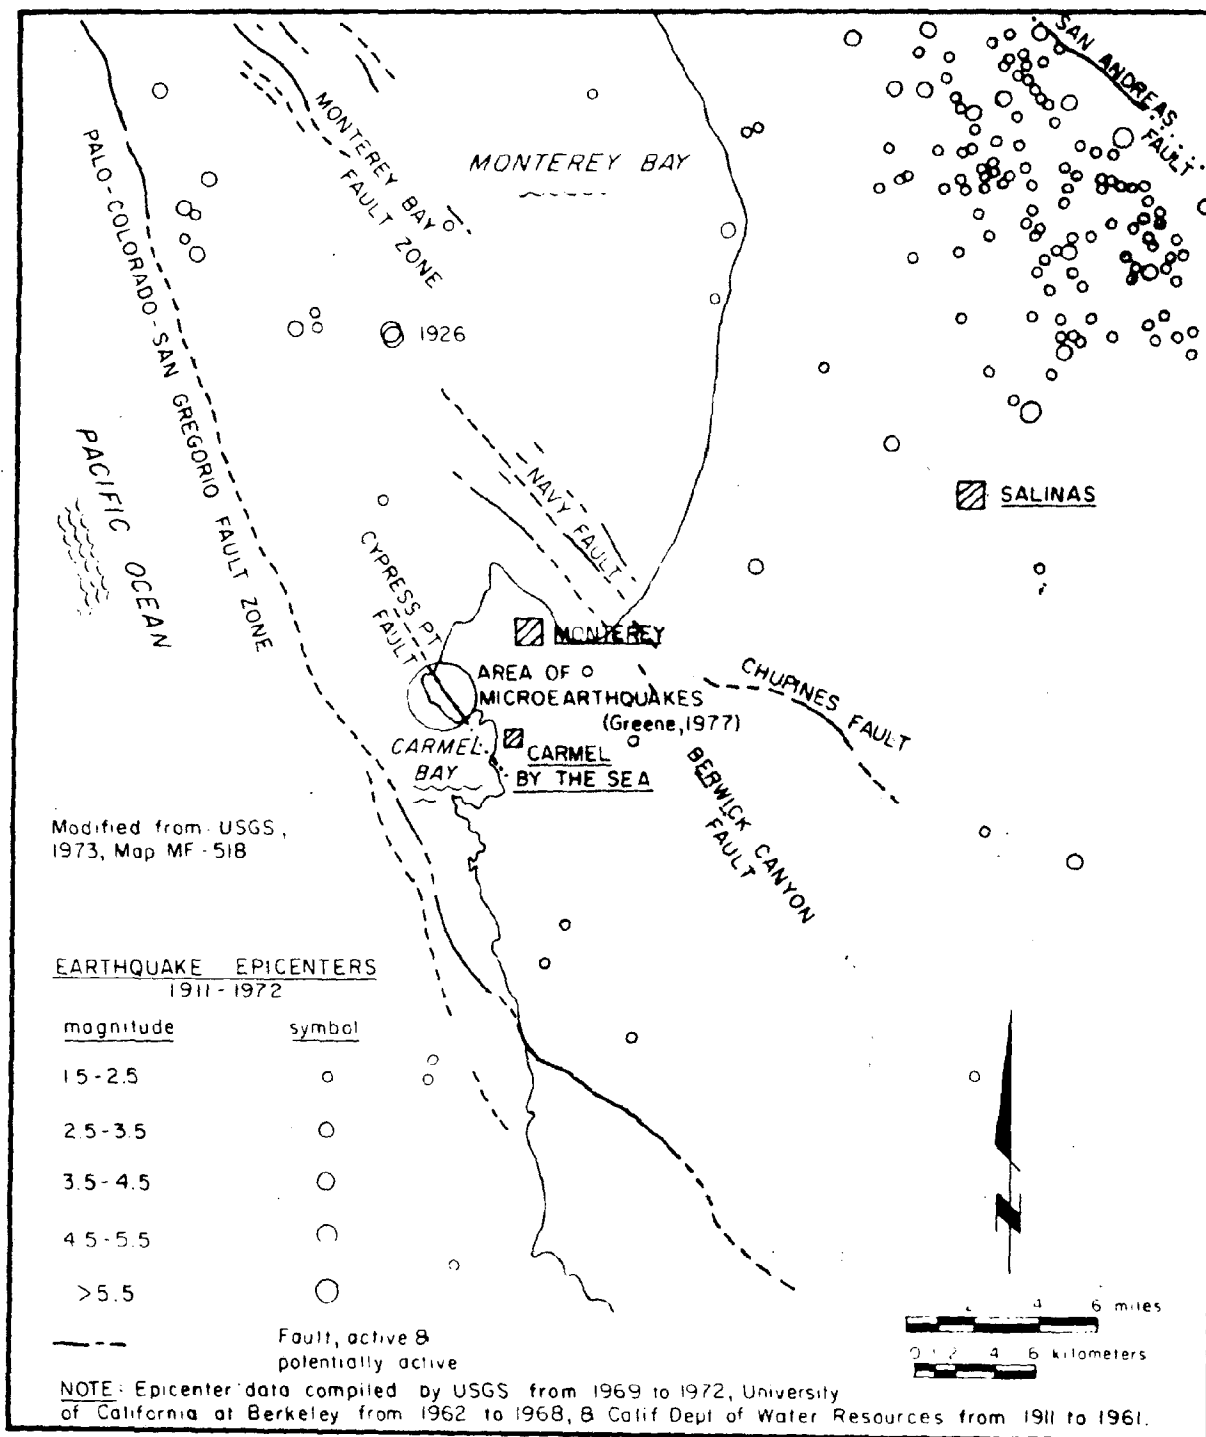 SAN ANDREAS
FAULT
MONTEREY BAY
FAULT ZONE
MONTEREY BAY
PALO-COLORADO-SAN GREGORIO FAULT ZONE
1926
PACIFIC OCEAN
NAVY FAULT
SALINAS
CYPRESS PT
FAULT
MONTEREY
AREA OF
MICROEARTHQUAKES
(Greene, 1977)
CHUPINES FAULT
CARMEL
BAY
CARMEL
BY THE SEA
BERWICK CANYON
FAULT
Modified from USGS,
1973, Map MF-518
EARTHQUAKE EPICENTERS
1911-1972
magnitude symbol
1 5-2.5
2.5-3.5
3.5-4.5
4 5-5.5
>5.5
Fault, active &
potentially active
2 4 6 miles
0 1 2 4 6 kilometers
NOTE: Epicenter data compiled by USGS from 1969 to 1972, University
of California at Berkeley from 1962 to 1968, & Calif Dept of Water Resources from 1911 to 1961.